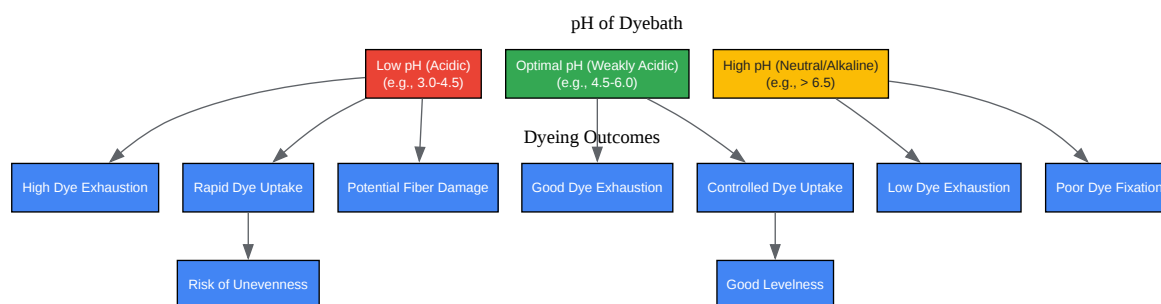 pH of Dyebath
Low pH (Acidic)
(e.g., 3.0-4.5)
Optimal pH (Weakly Acidic)
(e.g., 4.5-6.0)
High pH (Neutral/Alkaline)
(e.g., > 6.5)
Dyeing Outcomes
High Dye Exhaustion
Rapid Dye Uptake
Potential Fiber Damage
Good Dye Exhaustion
Controlled Dye Uptake
Low Dye Exhaustion
Poor Dye Fixation
Risk of Unevenness
Good Levelness